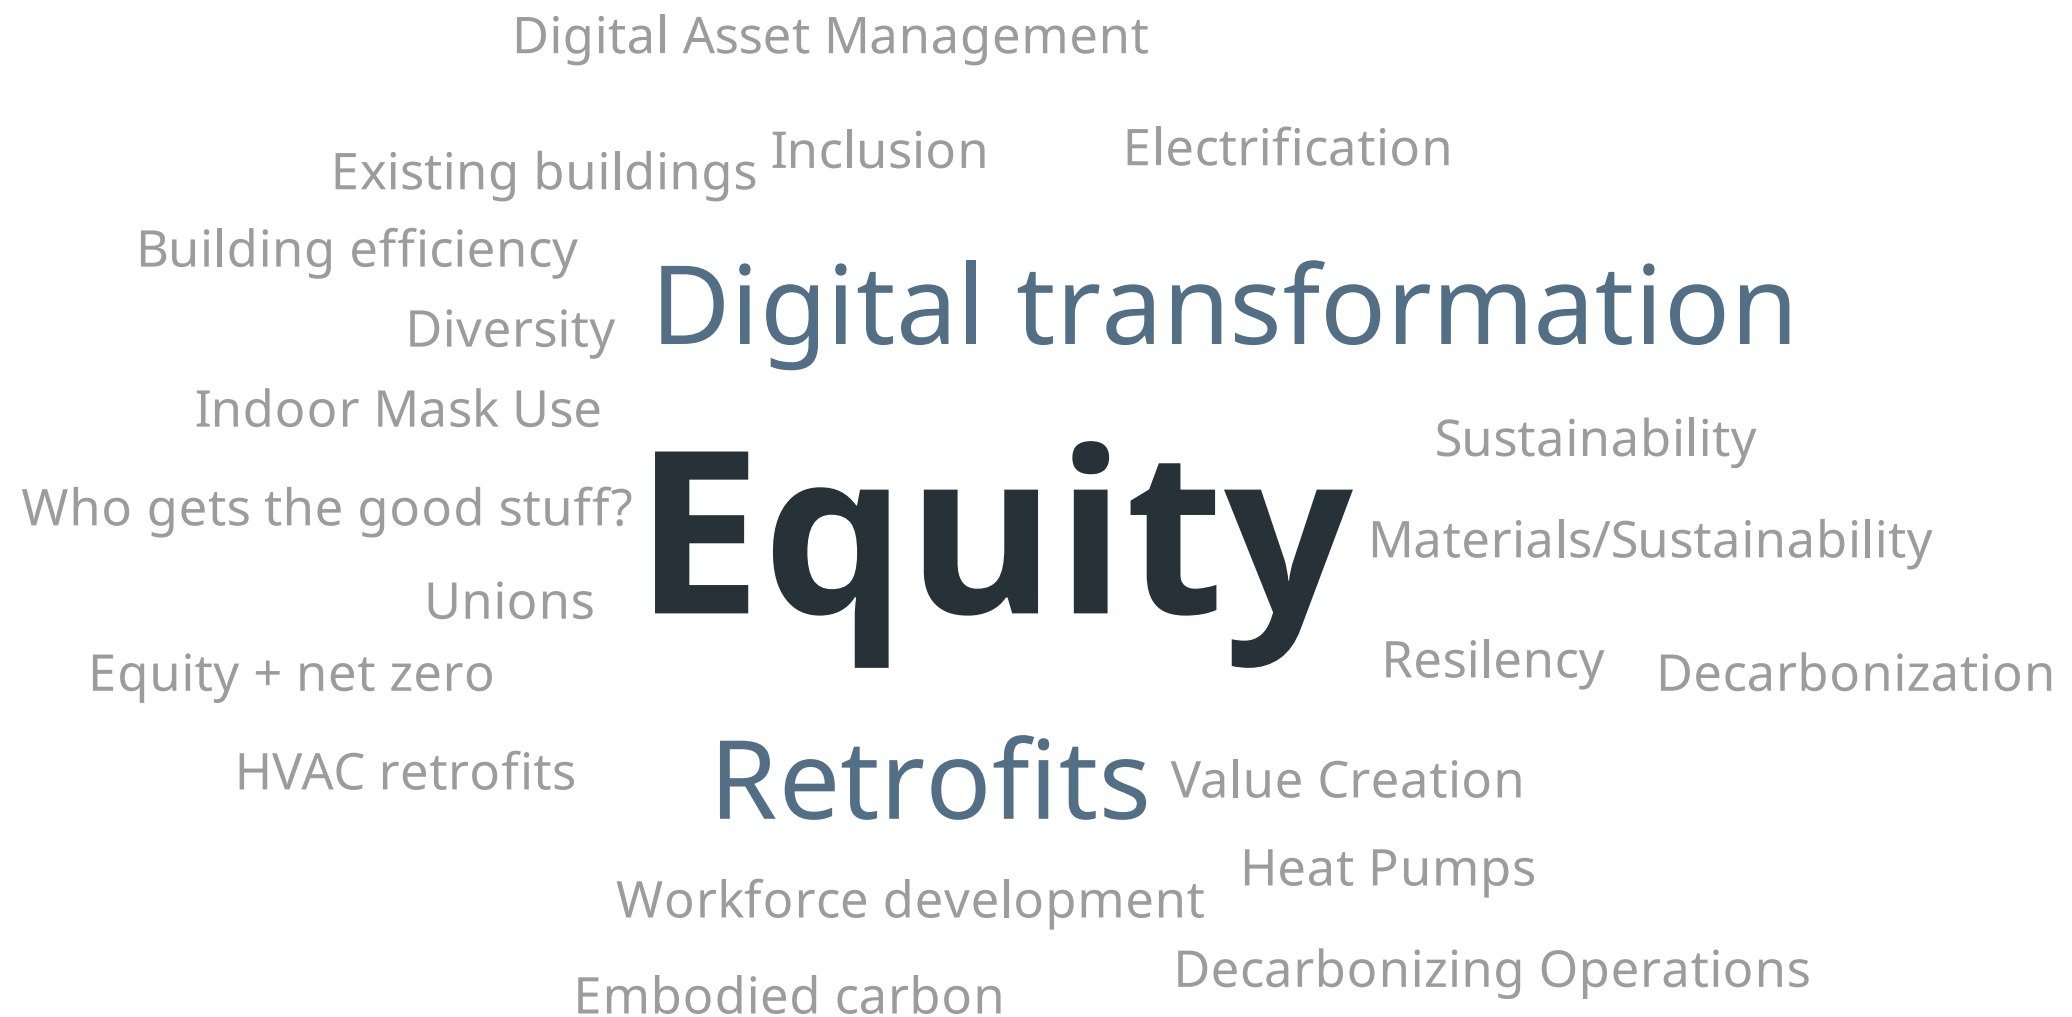 Digital Asset Management
Existing buildings
Inclusion
Electrification
Building efficiency
Digital transformation
Diversity
Indoor Mask Use
Sustainability
Who gets the good stuff?
Equity
Materials/Sustainability
Unions
Resilency
Decarbonization
Equity + net zero
HVAC retrofits
Retrofits
Value Creation
Heat Pumps
Workforce development
Decarbonizing Operations
Embodied carbon